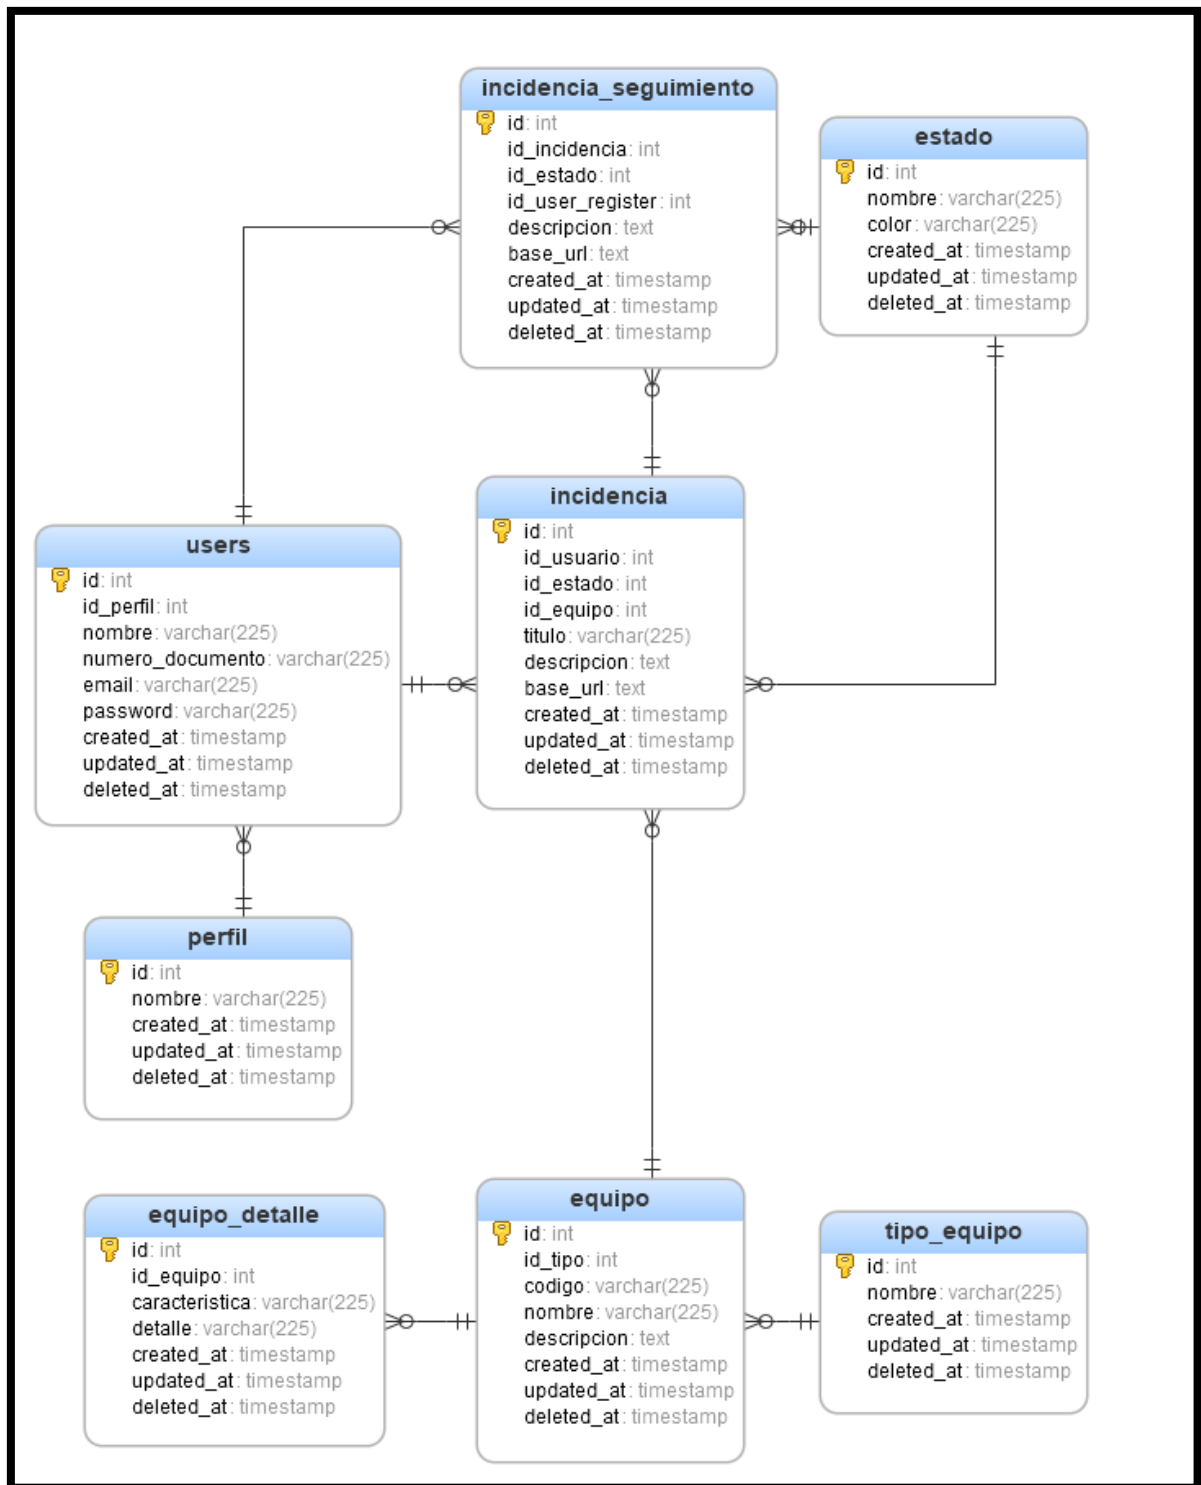 incidencia_seguimiento
id: int
id_incidencia: int
id_estado: int
id_user_register: int
descripcion: text
base_url: text
created_at: timestamp
updated_at: timestamp
deleted_at: timestamp
estado
id: int
nombre: varchar(225)
color: varchar(225)
created_at: timestamp
updated_at: timestamp
deleted_at: timestamp
users
id: int
id_perfil: int
nombre: varchar(225)
numero_documento: varchar(225)
email: varchar(225)
password: varchar(225)
created_at: timestamp
updated_at: timestamp
deleted_at: timestamp
incidencia
id: int
id_usuario: int
id_estado: int
id_equipo: int
titulo: varchar(225)
descripcion: text
base_url: text
created_at: timestamp
updated_at: timestamp
deleted_at: timestamp
perfil
id: int
nombre: varchar(225)
created_at: timestamp
updated_at: timestamp
deleted_at: timestamp
equipo_detalle
id: int
id_equipo: int
caracteristica: varchar(225)
detalle: varchar(225)
created_at: timestamp
updated_at: timestamp
deleted_at: timestamp
equipo
id: int
id_tipo: int
codigo: varchar(225)
nombre: varchar(225)
descripcion: text
created_at: timestamp
updated_at: timestamp
deleted_at: timestamp
tipo_equipo
id: int
nombre: varchar(225)
created_at: timestamp
updated_at: timestamp
deleted_at: timestamp